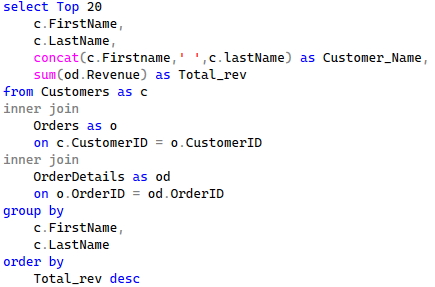 select Top 20
    c.FirstName,
    c.LastName,
    concat(c.Firstname,' ',c.lastName) as Customer_Name,
    sum(od.Revenue) as Total_rev
from Customers as c
inner join
    Orders as o
    on c.CustomerID = o.CustomerID
inner join
    OrderDetails as od
    on o.OrderID = od.OrderID
group by
    c.FirstName,
    c.LastName
order by
    Total_rev desc